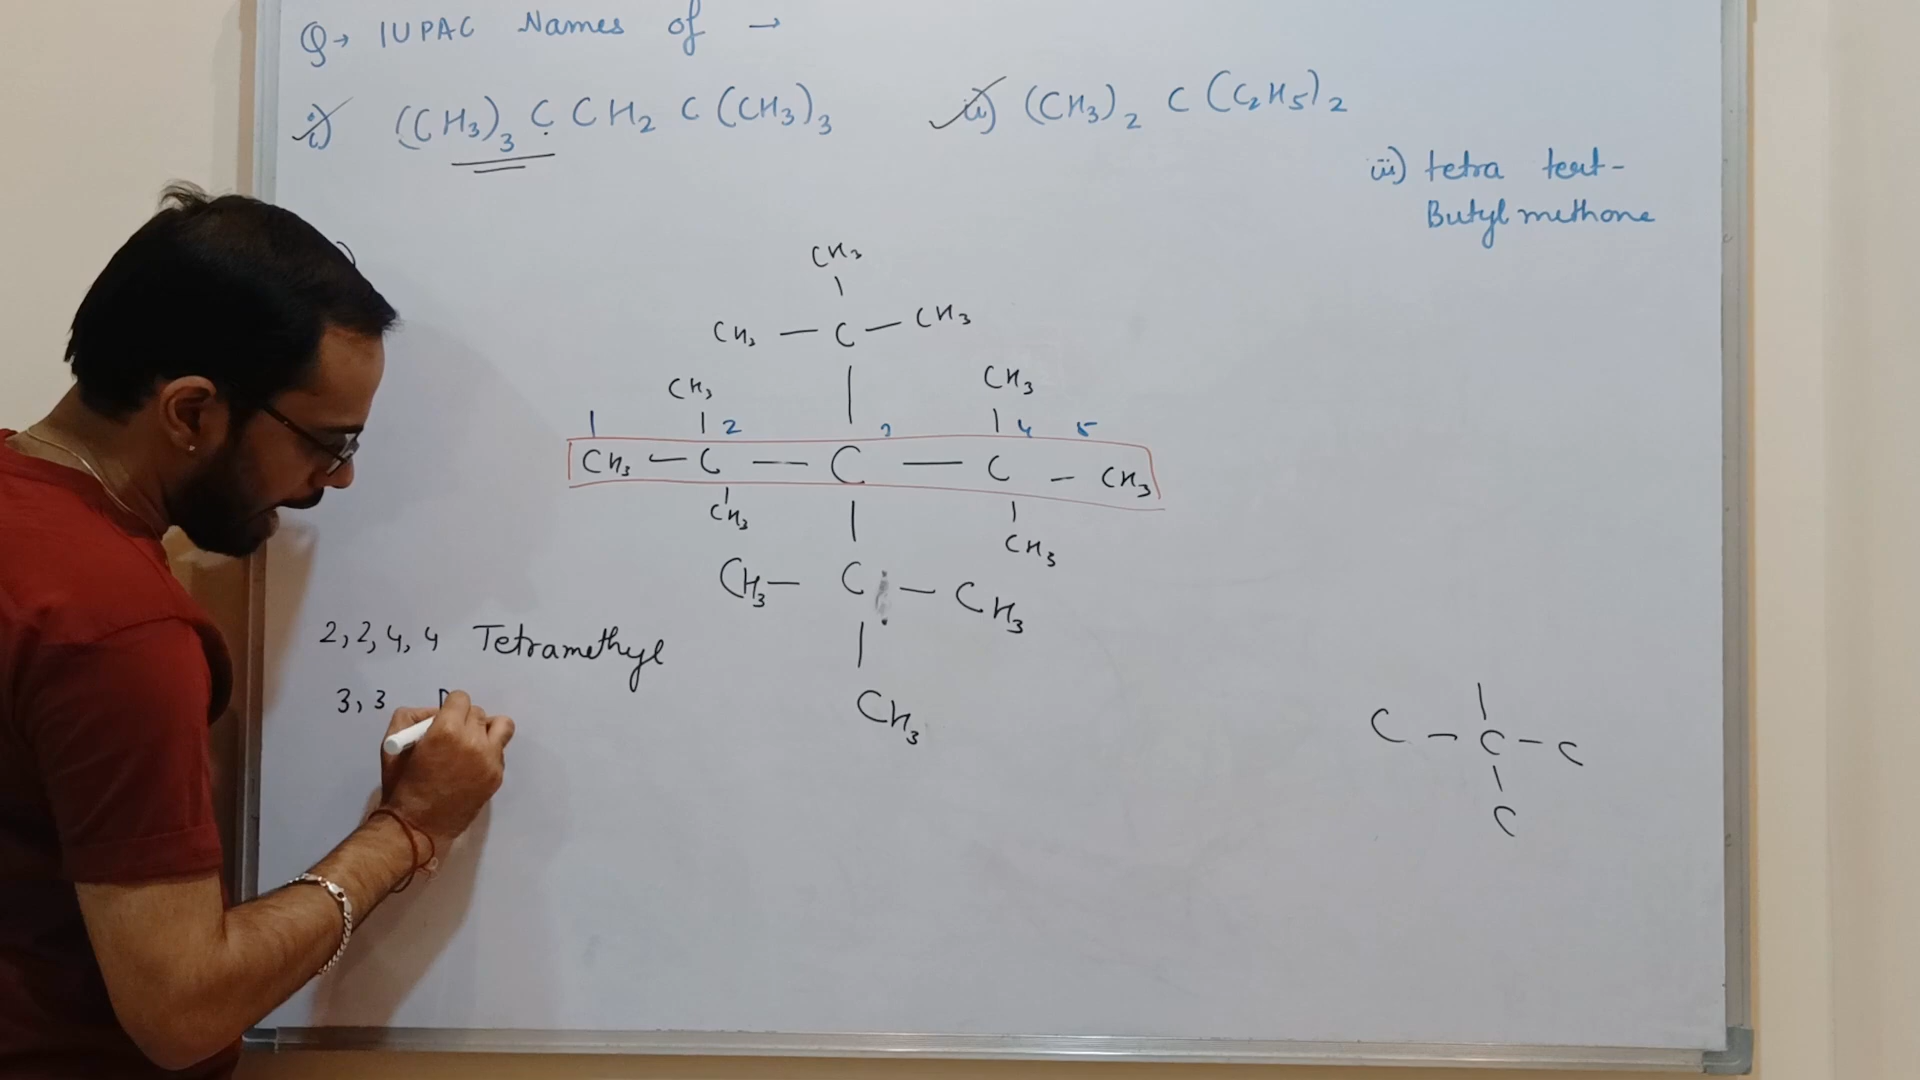 Q→ IUPAC Names of →
i) (CH3)3 C CH2 C (CH3)3
ii) (CH3)2 C (C2H5)2
iii) tetra tert-
Butyl methane
CH3
CH3 — C — CH3
CH3 CH3
1 2 3 4 5
CH3 — C — C — C — CH3
CH3
CH3
CH3 — C — CH3
CH3
2,2,4,4 Tetramethyl
3,3
C — C — C
C